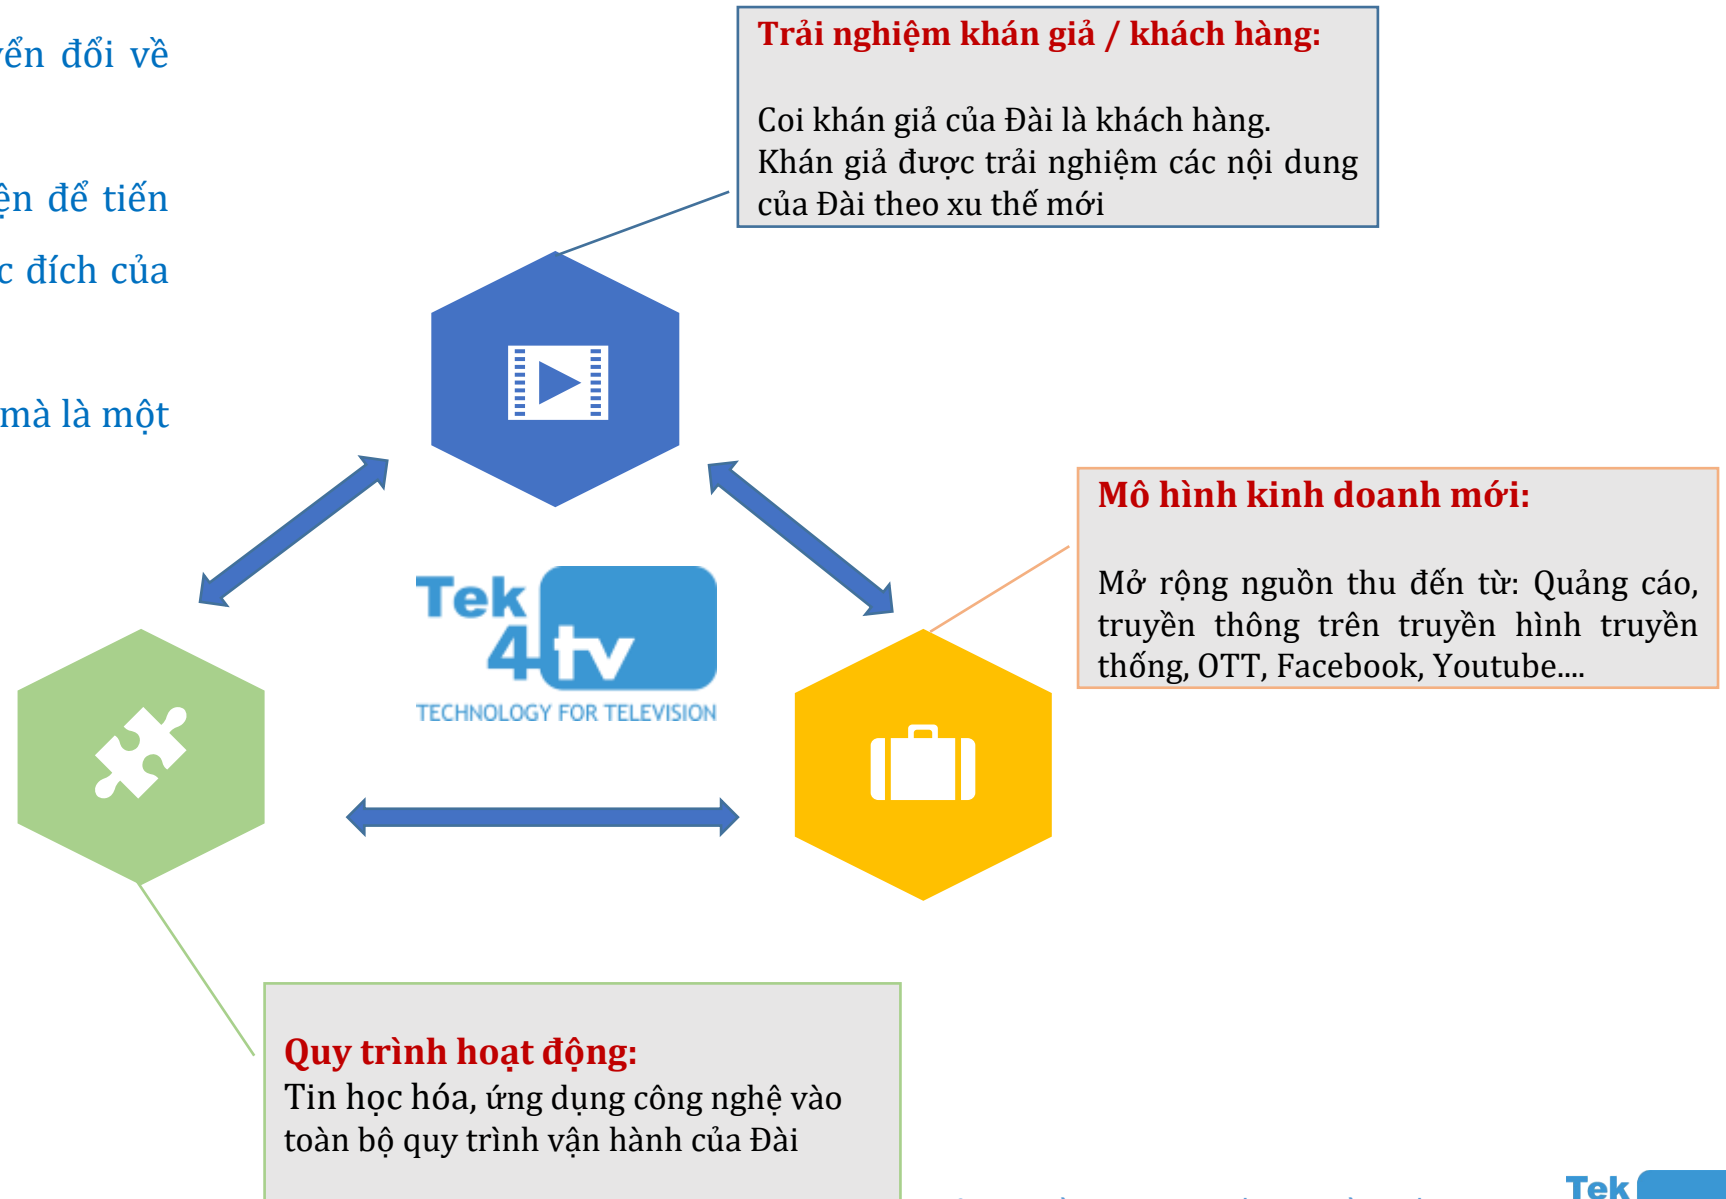 đổi về
để tiến
đích của
mà là một
Trải nghiệm khán giả / khách hàng:
Coi khán giả của Đài là khách hàng.
Khán giả được trải nghiệm các nội dung
của Đài theo xu thế mới
Mô hình kinh doanh mới:
Mở rộng nguồn thu đến từ: Quảng cáo,
truyền thông trên truyền hình truyền
thống, OTT, Facebook, Youtube....
Tek
4 tv
TECHNOLOGY FOR TELEVISION
Quy trình hoạt động:
Tin học hóa, ứng dụng công nghệ vào
toàn bộ quy trình vận hành của Đài
Tek